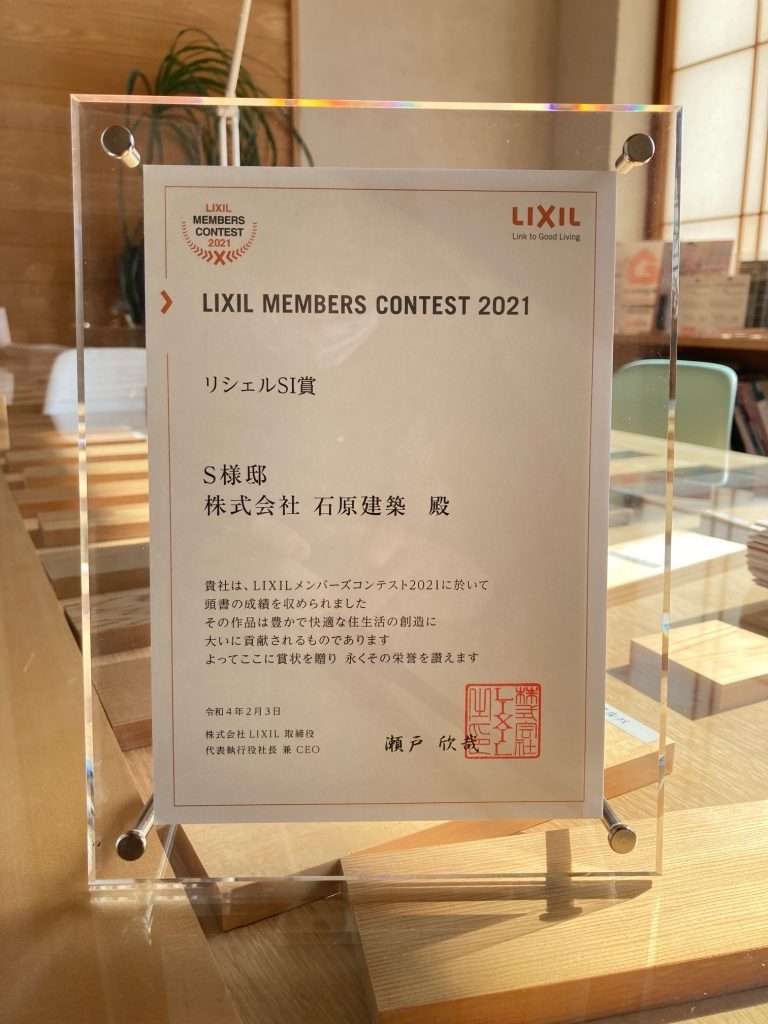 LIXIL
MEMBERS
CONTEST
2021
LIXIL
Link to Good Living
LIXIL MEMBERS CONTEST 2021
リシェルSI賞
S様邸
株式会社 石原建築 殿
貴社は、LIXILメンバーズコンテスト2021に於いて
頭書の成績を収められました
その作品は豊かで快適な住生活の創造に
大いに貢献されるものであります
よってここに賞状を贈り 永くその栄誉を讃えます
令和4年2月3日
株式会社 LIXIL 取締役
代表執行役社長 兼 CEO
瀬戸 欣哉
株式会社
LIXIL
之印